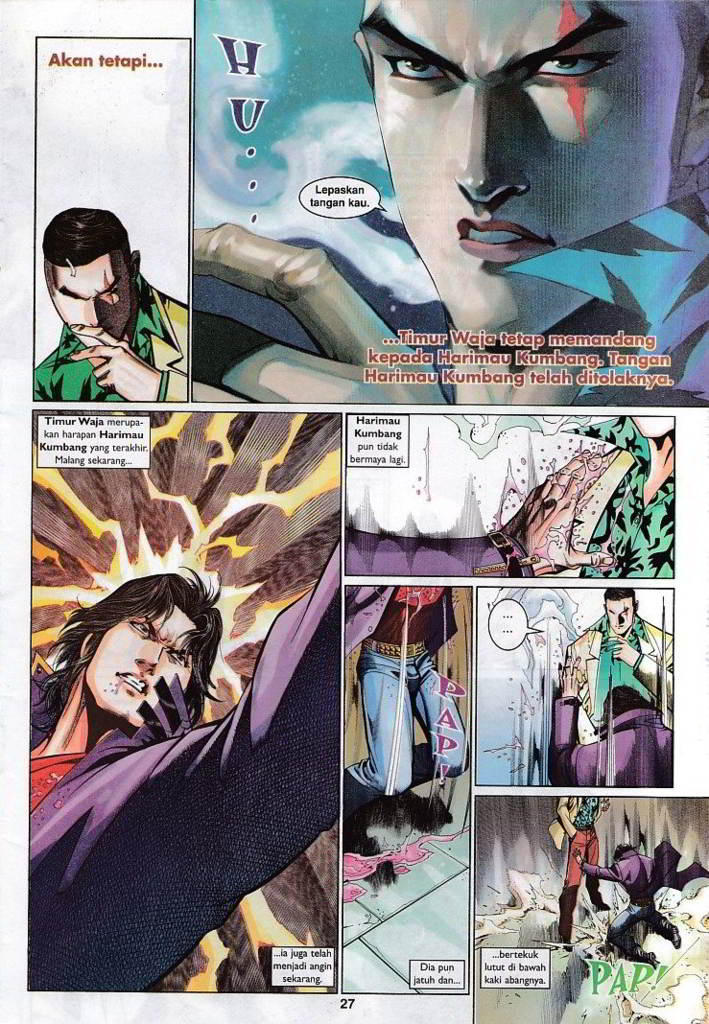 Akan tetapi...
HU...
Lepaskan
tangan kau.
...Timur Waja tetap memandang
kepada Harimau Kumbang. Tangan
Harimau Kumbang telah ditolaknya.
Timur Waja merupa-
kan harapan Harimau
Kumbang yang terakhir.
Malang sekarang...
Harimau
Kumbang
pun tidak
bermaya lagi.
...ia juga telah
menjadi angin
sekarang.
PAP!
Dia pun
jatuh dan...
...
...
...bertekuk
lutut di bawah
kaki abangnya.
PAP!
27